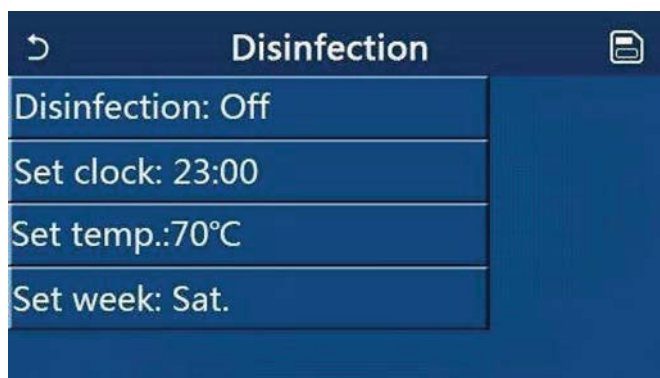 Disinfection
Disinfection: Off
Set clock: 23:00
Set temp.:70℃
Set week: Sat.